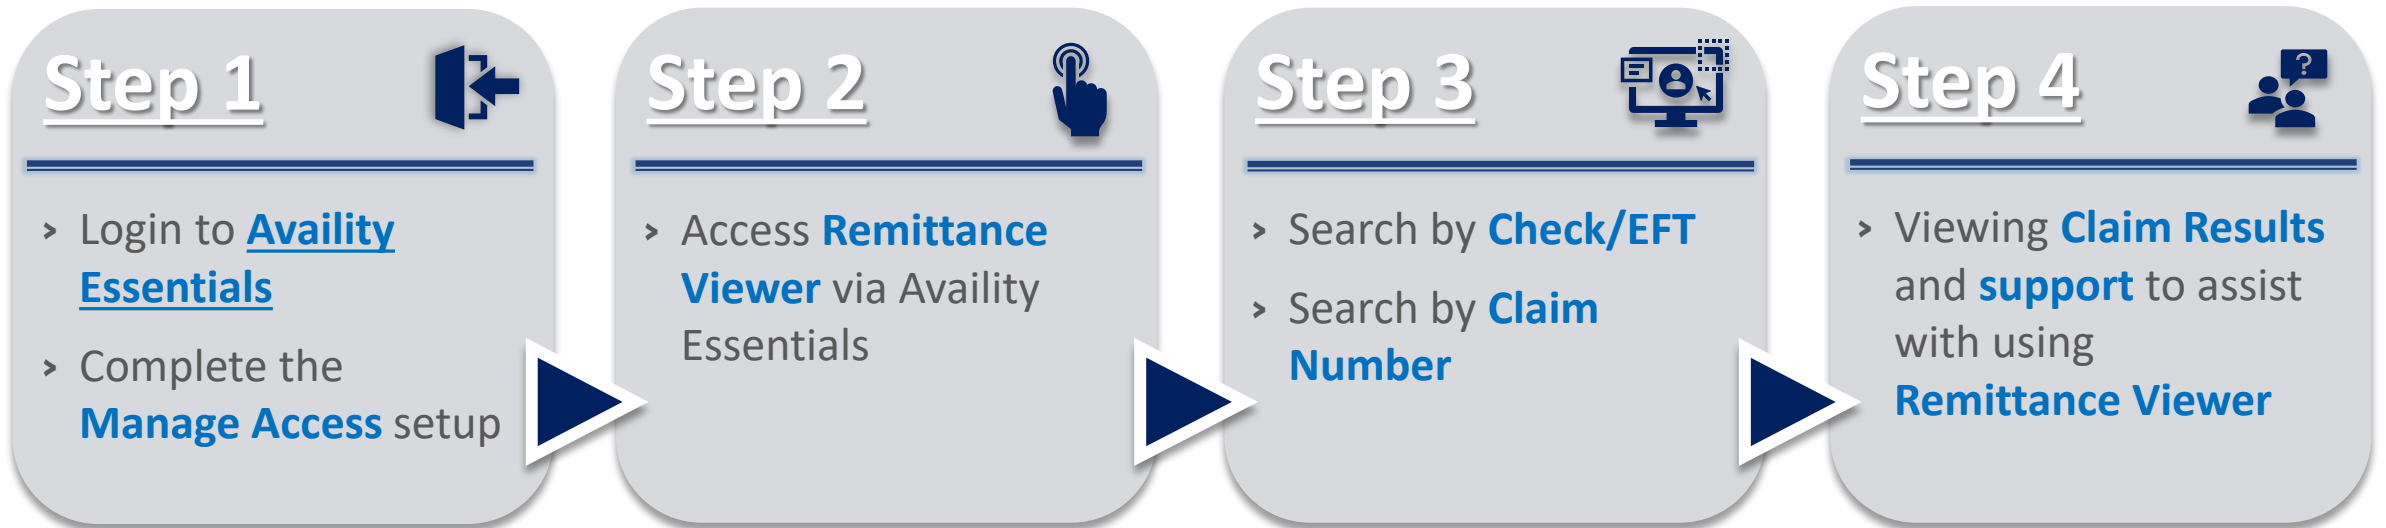 Step 1
› Login to Availity
Essentials
› Complete the
Manage Access setup
Step 2
› Access Remittance
Viewer via Availity
Essentials
Step 3
› Search by Check/EFT
› Search by Claim
Number
Step 4
?
› Viewing Claim Results
and support to assist
with using
Remittance Viewer